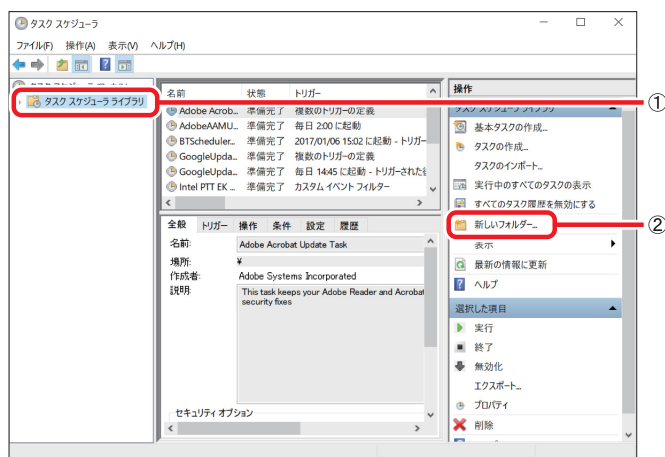 タスク スケジューラ
ファイル(F) 操作(A) 表示(V) ヘルプ(H)
タスク スケジューラ ライブラリ
①
名前 状態 トリガー
Adobe Acrob... 準備完了 複数のトリガーの定義
AdobeAAMU... 準備完了 毎日 2:00 に起動
BTScheduler... 準備完了 2017/01/06 15:02 に起動 - トリガー
GoogleUpda... 準備完了 複数のトリガーの定義
GoogleUpda... 準備完了 毎日 14:45 に起動 - トリガーされた後
Intel PTT EK ... 準備完了 カスタム イベント フィルター
全般 トリガー 操作 条件 設定 履歴
名前: Adobe Acrobat Update Task
場所: ¥
作成者: Adobe Systems Incorporated
説明: This task keeps your Adobe Reader and Acrobat
security fixes
セキュリティ オプション
操作
タスク スケジューラ ライブラリ
基本タスクの作成...
タスクの作成...
タスクのインポート...
実行中のすべてのタスクの表示
すべてのタスク履歴を無効にする
新しいフォルダー...
②
表示
最新の情報に更新
ヘルプ
選択した項目
実行
終了
無効化
エクスポート...
プロパティ
削除